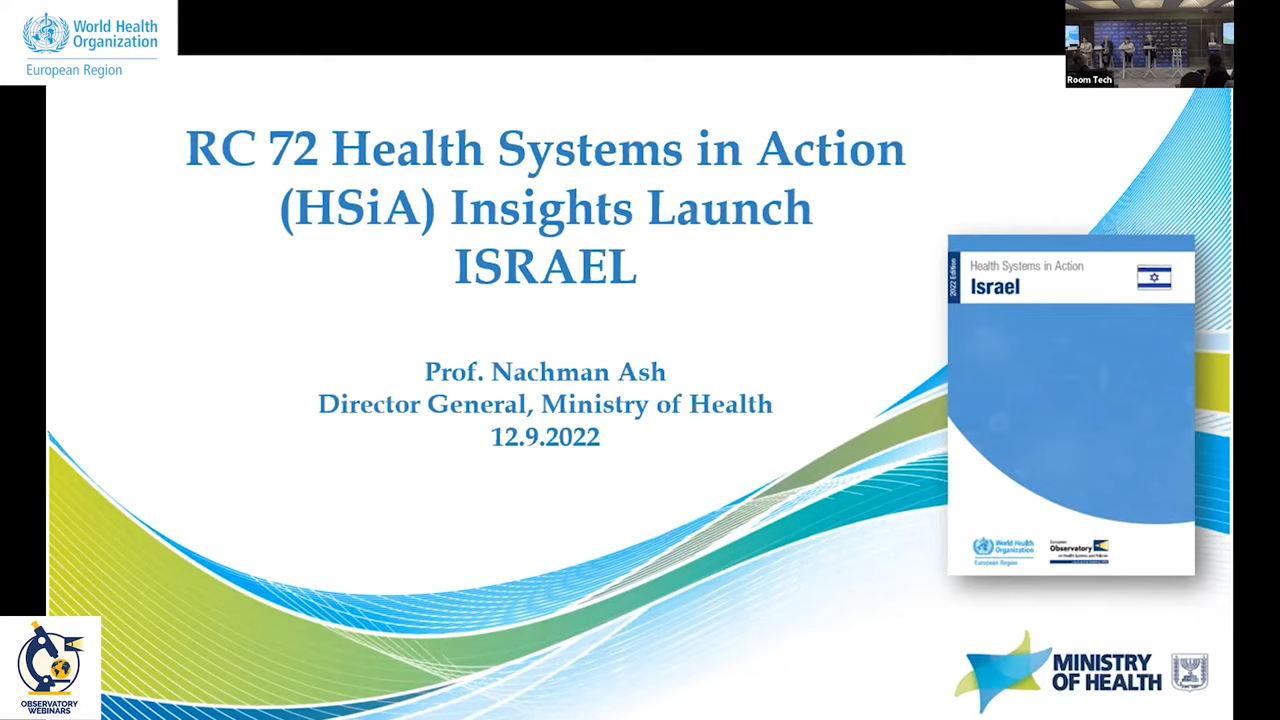 World Health
Organization
European Region
Room Tech
RC 72 Health Systems in Action
(HSiA) Insights Launch
ISRAEL
Prof. Nachman Ash
Director General, Ministry of Health
12.9.2022
2022 Edition
Health Systems in Action
Israel
World Health
Organization
European Region
European
Observatory
on Health Systems and Policies
MINISTRY
OF HEALTH
OBSERVATORY
WEBINARS